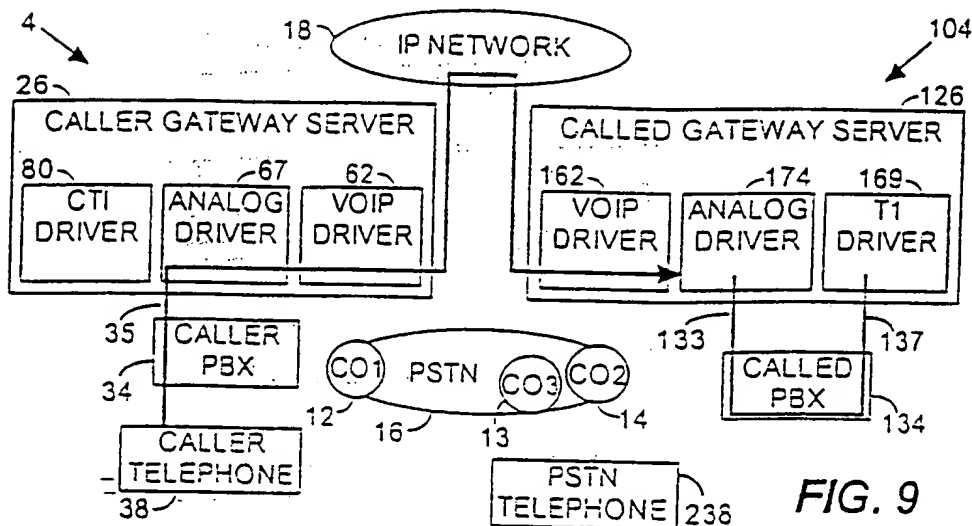 4
18
IP NETWORK
104
26
126
CALLER GATEWAY SERVER
CALLED GATEWAY SERVER
80
67
62
162
174
169
CTI
DRIVER
ANALOG
DRIVER
VOIP
DRIVER
VOIP
DRIVER
ANALOG
DRIVER
T1
DRIVER
35
133
137
CALLER
PBX
34
CO1
PSTN
CO3
CO2
12
16
13
14
CALLED
PBX
134
CALLER
TELEPHONE
38
PSTN
TELEPHONE
238
FIG. 9